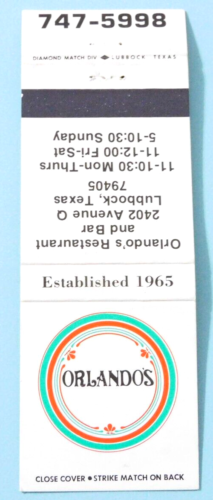 747-5998
DIAMOND MATCH DIV LUBBOCK TEXAS
Orlando's Restaurant
and Bar
2402 Avenue Q
Lubbock, Texas
79405
11-10:30 Mon-Thurs
11-12:00 Fri-Sat
5-10:30 Sunday
Established 1965
ORLANDO'S
CLOSE COVER • STRIKE MATCH ON BACK